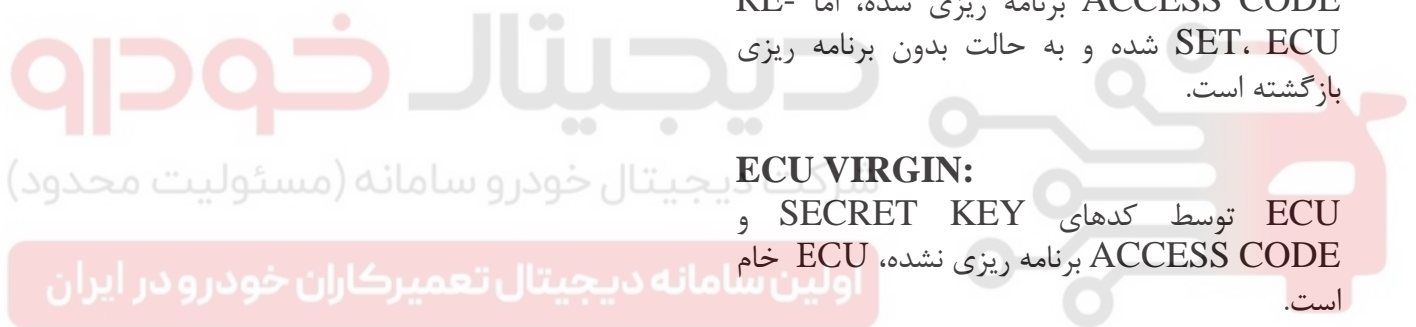 ACCESS CODE برنامه ریزی شده، اما RE-
SET، ECU شده و به حالت بدون برنامه ریزی
بازگشته است.
ECU VIRGIN:
ECU توسط کدهای SECRET KEY و
ACCESS CODE برنامه ریزی نشده، ECU خام
است.
دیجیتال خودرو
شرکت دیجیتال خودرو سامانه (مسئولیت محدود)
اولین سامانه دیجیتال تعمیرکاران خودرو در ایران